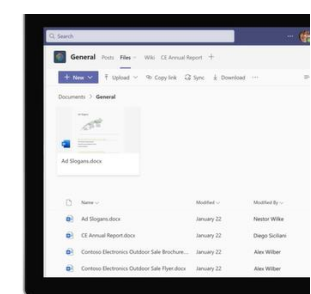 Search
General Posts Files Wiki CE Annual Report
New Upload Copy link Sync Download
Documents > General
Ad Slogans.docx
Name Modified Modified By
Ad Slogans.docx January 22 Nestor Wilke
CE Annual Report.docx January 22 Diego Siciliani
Contoso Electronics Outdoor Sale Brochure... January 22 Alex Wilber
Contoso Electronics Outdoor Sale Flyer.docx January 22 Alex Wilber